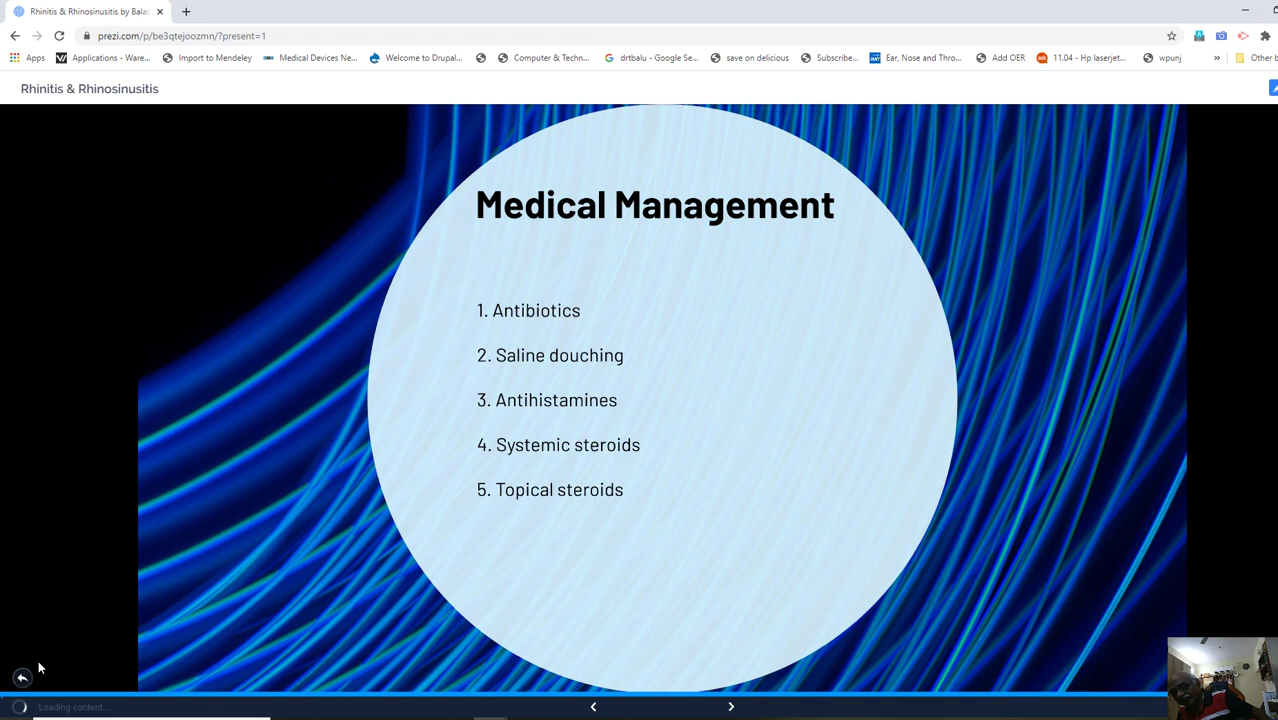 Rhinitis & Rhinosinusitis by Balas
prezi.com/p/be3qtejoozmn/?present=1
Apps Applications - Ware... Import to Mendeley Medical Devices Ne... Welcome to Drupal... Computer & Techn... drtbalu - Google Se... save on delicious Subscribe... Ear, Nose and Thro... Add OER 11.04 - Hp laserjet... wpunj » Other b
Rhinitis & Rhinosinusitis
Medical Management
1. Antibiotics
2. Saline douching
3. Antihistamines
4. Systemic steroids
5. Topical steroids
Loading content...